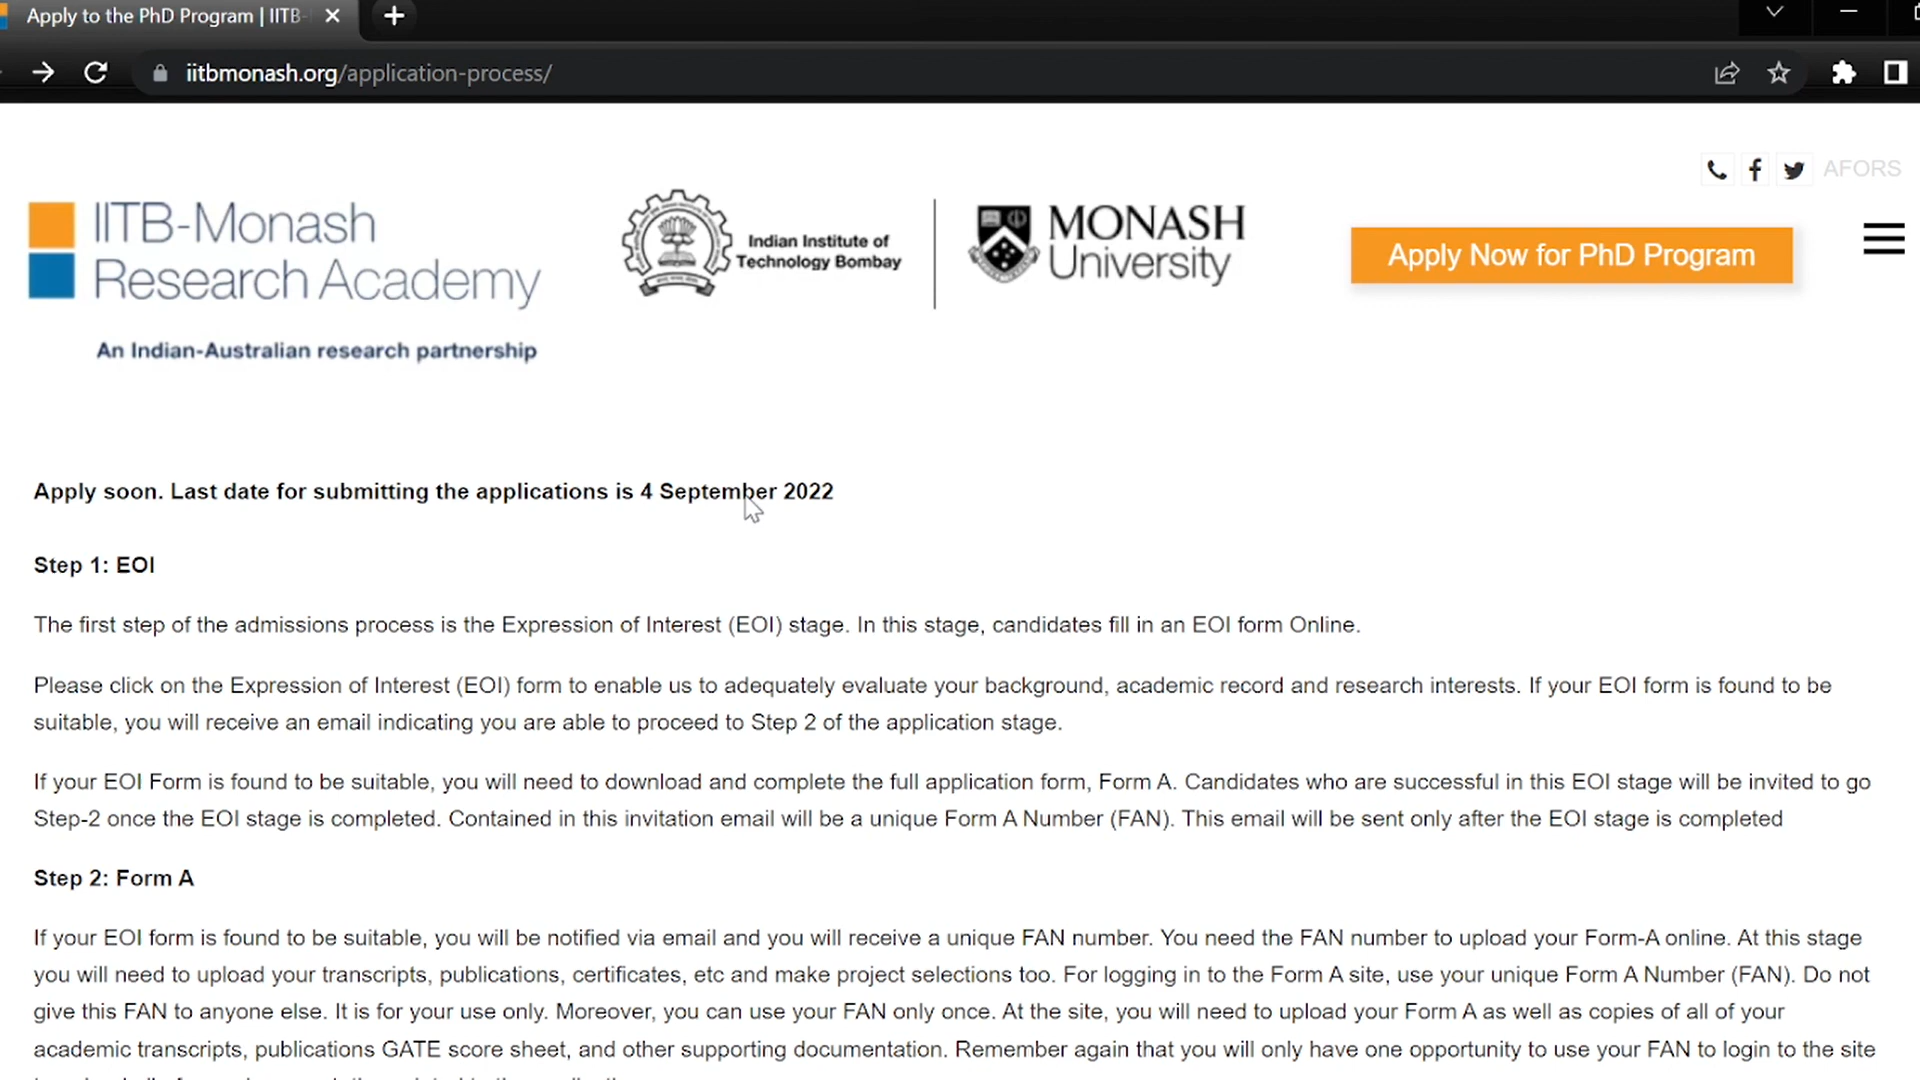 Apply to the PhD Program | IITB-
iitbmonash.org/application-process/
AFORS
IITB-Monash
Research Academy
An Indian-Australian research partnership
Indian Institute of
Technology Bombay
MONASH
University
Apply Now for PhD Program
Apply soon. Last date for submitting the applications is 4 September 2022
Step 1: EOI
The first step of the admissions process is the Expression of Interest (EOI) stage. In this stage, candidates fill in an EOI form Online.
Please click on the Expression of Interest (EOI) form to enable us to adequately evaluate your background, academic record and research interests. If your EOI form is found to be
suitable, you will receive an email indicating you are able to proceed to Step 2 of the application stage.
If your EOI Form is found to be suitable, you will need to download and complete the full application form, Form A. Candidates who are successful in this EOI stage will be invited to go
Step-2 once the EOI stage is completed. Contained in this invitation email will be a unique Form A Number (FAN). This email will be sent only after the EOI stage is completed
Step 2: Form A
If your EOI form is found to be suitable, you will be notified via email and you will receive a unique FAN number. You need the FAN number to upload your Form-A online. At this stage
you will need to upload your transcripts, publications, certificates, etc and make project selections too. For logging in to the Form A site, use your unique Form A Number (FAN). Do not
give this FAN to anyone else. It is for your use only. Moreover, you can use your FAN only once. At the site, you will need to upload your Form A as well as copies of all of your
academic transcripts, publications GATE score sheet, and other supporting documentation. Remember again that you will only have one opportunity to use your FAN to login to the site